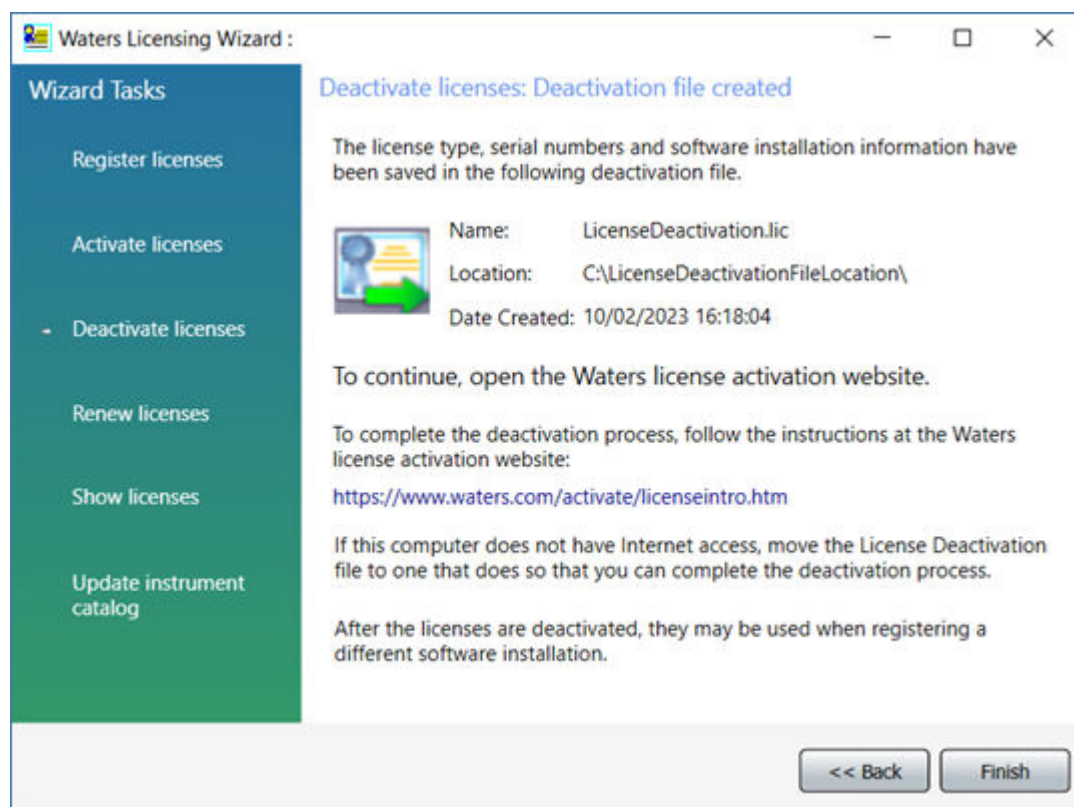 Waters Licensing Wizard :
Wizard Tasks
Register licenses
Activate licenses
- Deactivate licenses
Renew licenses
Show licenses
Update instrument
catalog
Deactivate licenses: Deactivation file created
The license type, serial numbers and software installation information have
been saved in the following deactivation file.
Name: LicenseDeactivation.lic
Location: C:\LicenseDeactivationFileLocation\
Date Created: 10/02/2023 16:18:04
To continue, open the Waters license activation website.
To complete the deactivation process, follow the instructions at the Waters
license activation website:
https://www.waters.com/activate/licenseintro.htm
If this computer does not have Internet access, move the License Deactivation
file to one that does so that you can complete the deactivation process.
After the licenses are deactivated, they may be used when registering a
different software installation.
<< Back
Finish